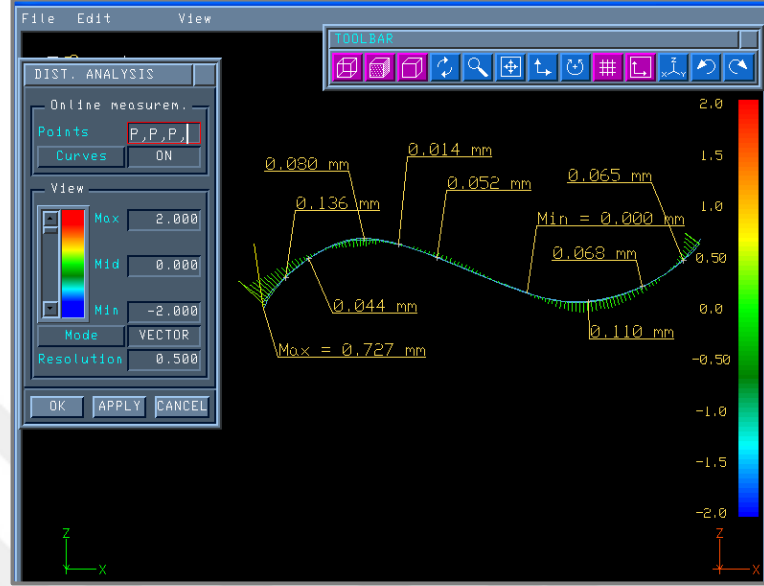 File Edit View
TOOLBAR
DIST. ANALYSIS
Online measurem.
Points P,P,P,
Curves ON
View
Max 2.000
Mid 0.000
Min -2.000
Mode VECTOR
Resolution 0.500
OK APPLY CANCEL
0.080 mm
0.014 mm
0.136 mm
0.052 mm
0.065 mm
Min = 0.000 mm
0.068 mm
0.044 mm
0.110 mm
Max = 0.727 mm
2.0
1.5
1.0
0.50
0.0
-0.50
-1.0
-1.5
-2.0
Z
X
Z
X
Z
X Y